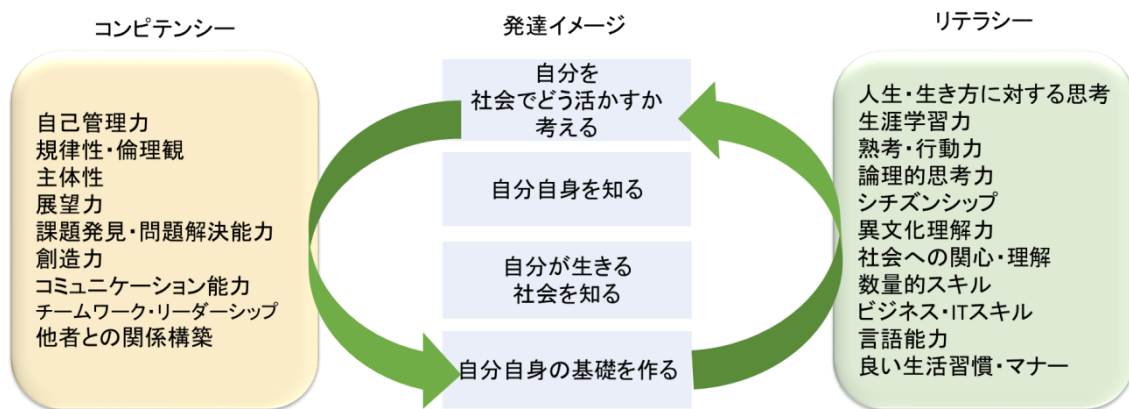 コンピテンシー
自己管理力
規律性・倫理観
主体性
展望力
課題発見・問題解決能力
創造力
コミュニケーション能力
チームワーク・リーダーシップ
他者との関係構築
発達イメージ
自分を
社会でどう活かすか
考える
自分自身を知る
自分が生きる
社会を知る
自分自身の基礎を作る
リテラシー
人生・生き方に対する思考
生涯学習力
熟考・行動力
論理的思考力
シチズンシップ
異文化理解力
社会への関心・理解
数量的スキル
ビジネス・ITスキル
言語能力
良い生活習慣・マナー